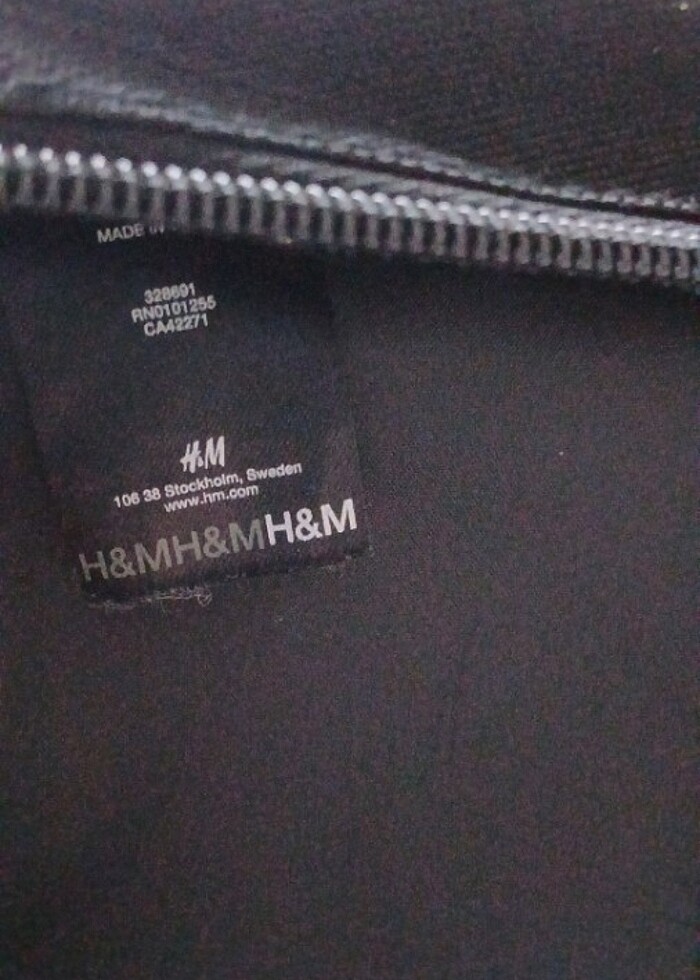 MADE IN
328691
RN0101255
CA42271
H&M
106 38 Stockholm, Sweden
www.hm.com
H&MH&MH&M